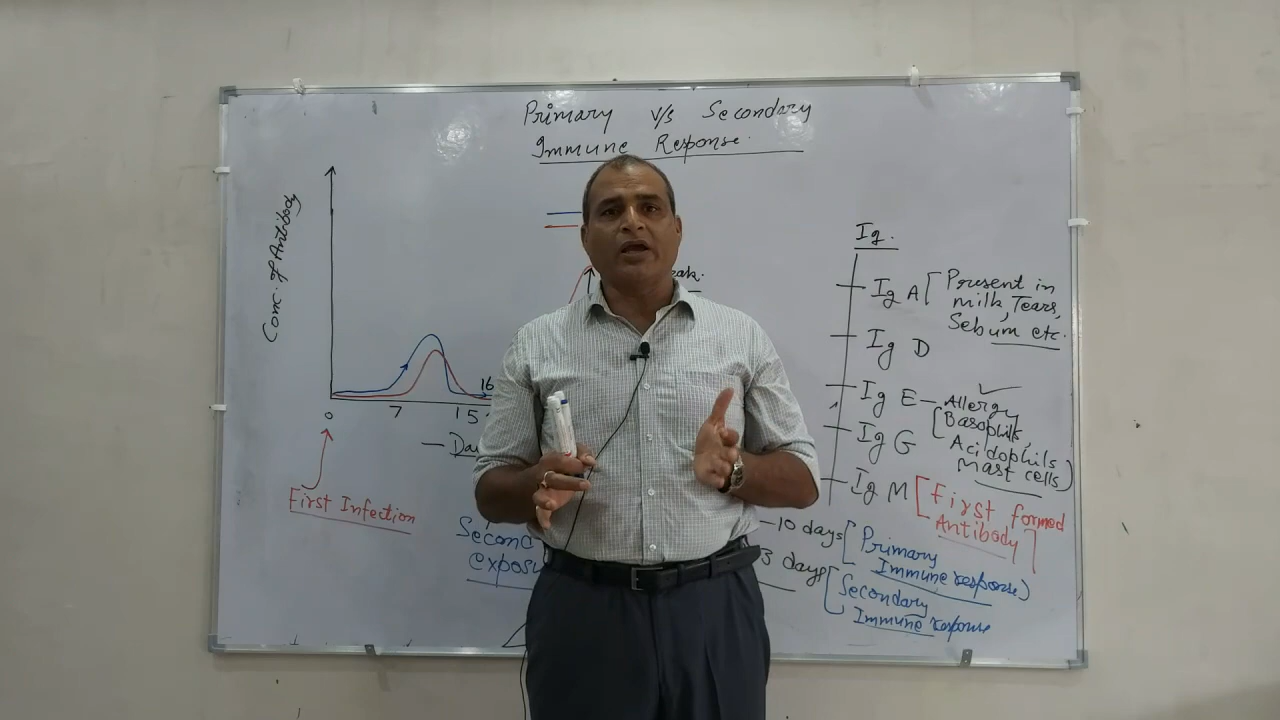 Primary v/s Secondary
Immune Response.
Conc. of Antibody
0 7 15 16
First Infection
Ig.
Ig A [ Present in
milk, Tears,
Sebum etc.
Ig D
Ig E — Allergy
[ Basophils,
Acidophils
Mast cells)
Ig G
Ig M [ First formed
Antibody ]
— 10 days [ Primary
Immune response)
3 days [ Secondary
Immune response